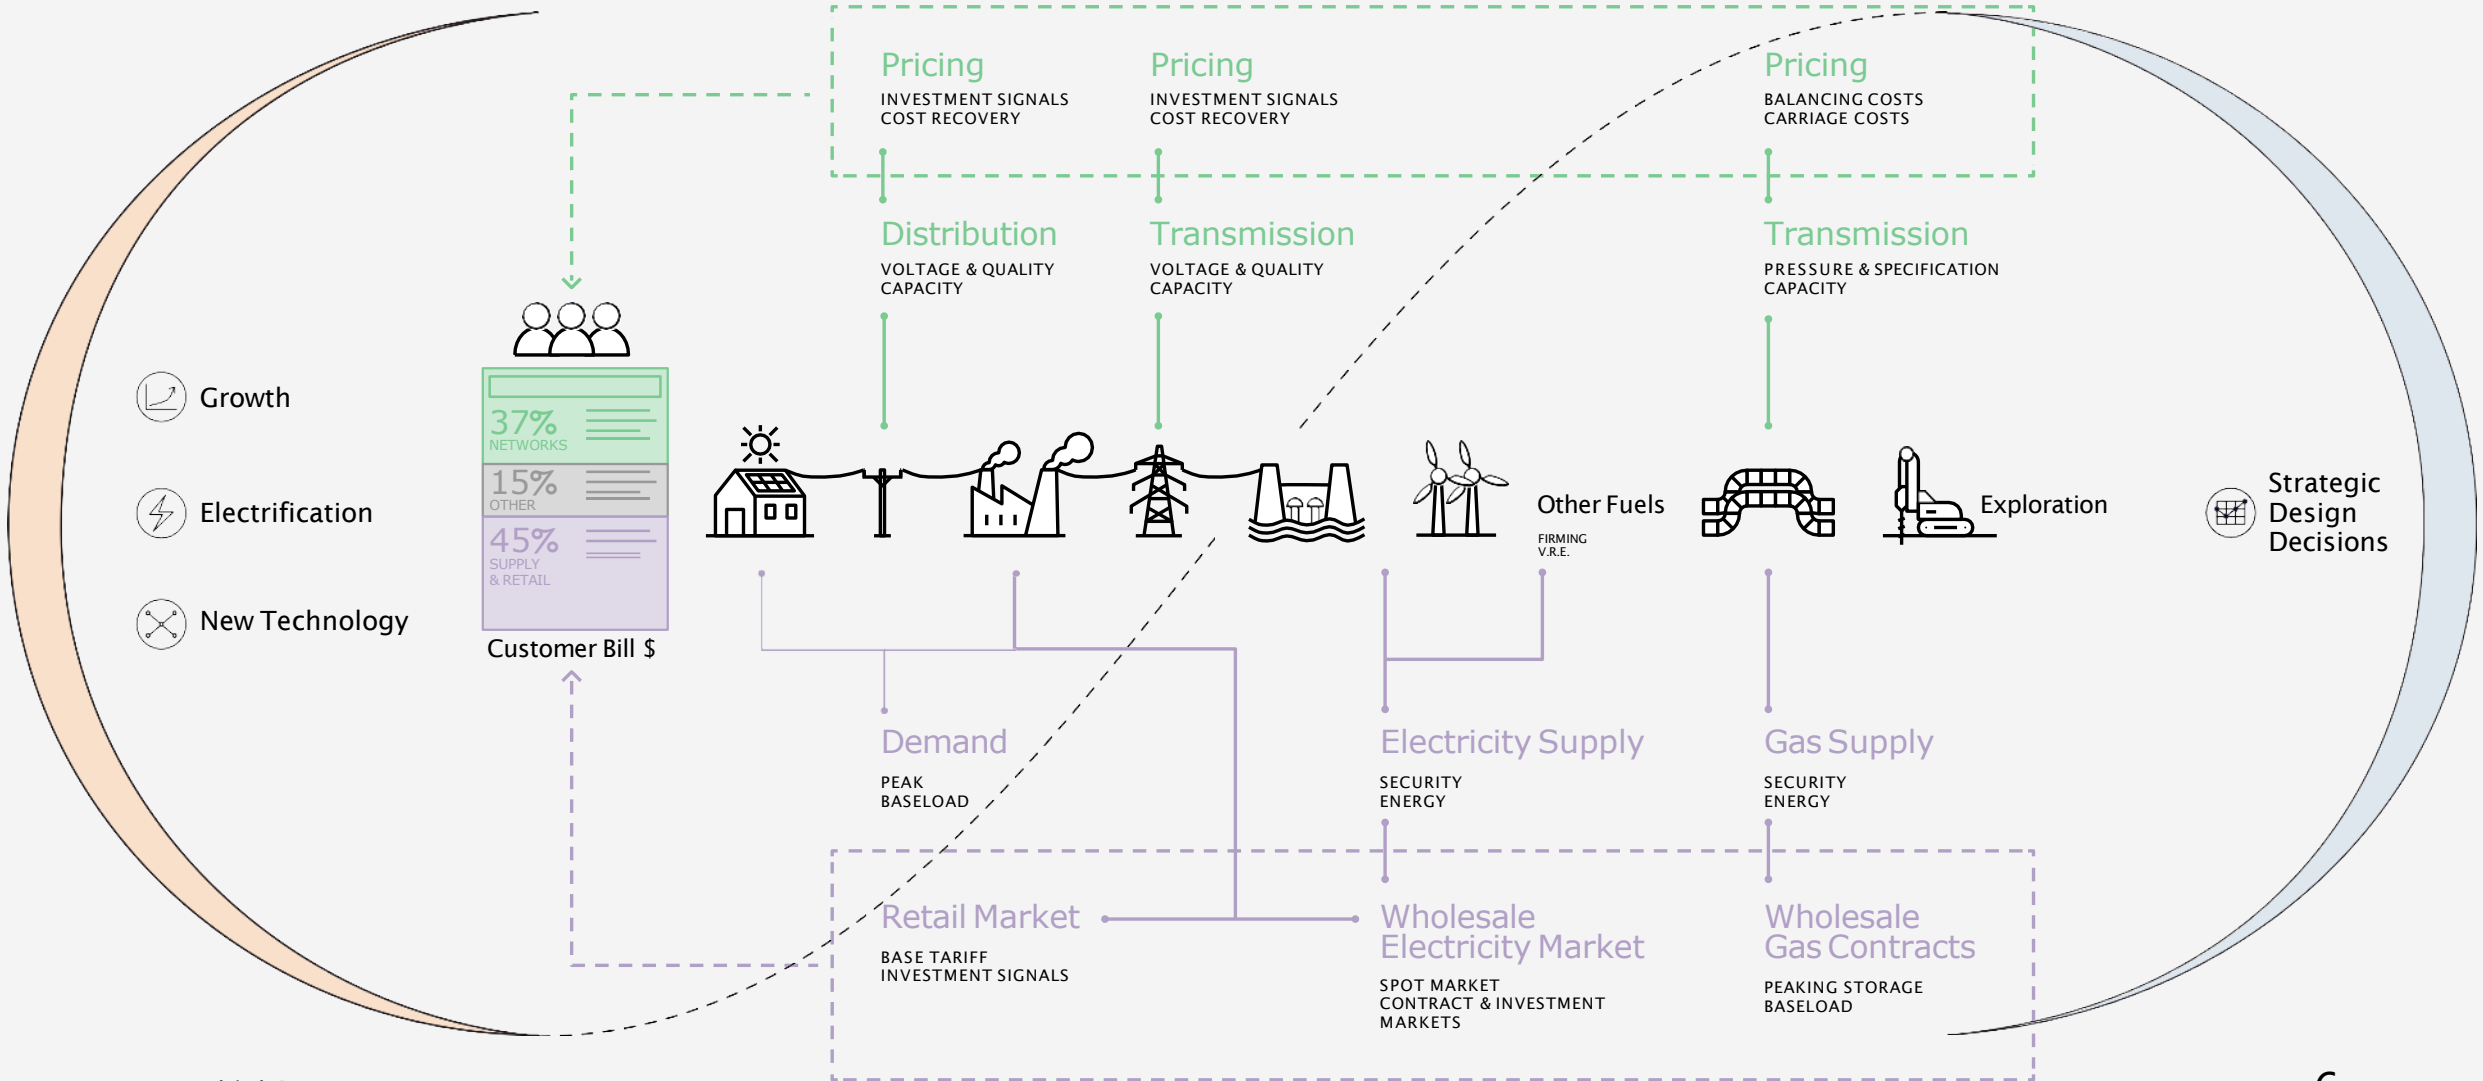 Pricing
INVESTMENT SIGNALS
COST RECOVERY
Pricing
INVESTMENT SIGNALS
COST RECOVERY
Pricing
BALANCING COSTS
CARRIAGE COSTS
Distribution
VOLTAGE & QUALITY
CAPACITY
Transmission
VOLTAGE & QUALITY
CAPACITY
Transmission
PRESSURE & SPECIFICATION
CAPACITY
Growth
Electrification
New Technology
37%
NETWORKS
15%
OTHER
45%
SUPPLY
& RETAIL
Customer Bill $
Other Fuels
FIRMING
V.R.E.
Exploration
Strategic
Design
Decisions
Demand
PEAK
BASELOAD
Electricity Supply
SECURITY
ENERGY
Gas Supply
SECURITY
ENERGY
Retail Market
BASE TARIFF
INVESTMENT SIGNALS
Wholesale
Electricity Market
SPOT MARKET
CONTRACT & INVESTMENT
MARKETS
Wholesale
Gas Contracts
PEAKING STORAGE
BASELOAD